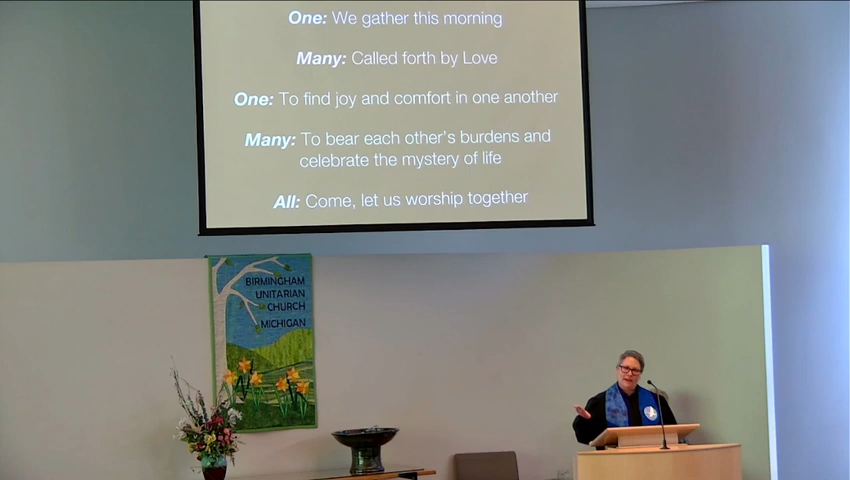 One: We gather this morning
Many: Called forth by Love
One: To find joy and comfort in one another
Many: To bear each other's burdens and
celebrate the mystery of life
All: Come, let us worship together
BIRMINGHAM
UNITARIAN
CHURCH
MICHIGAN